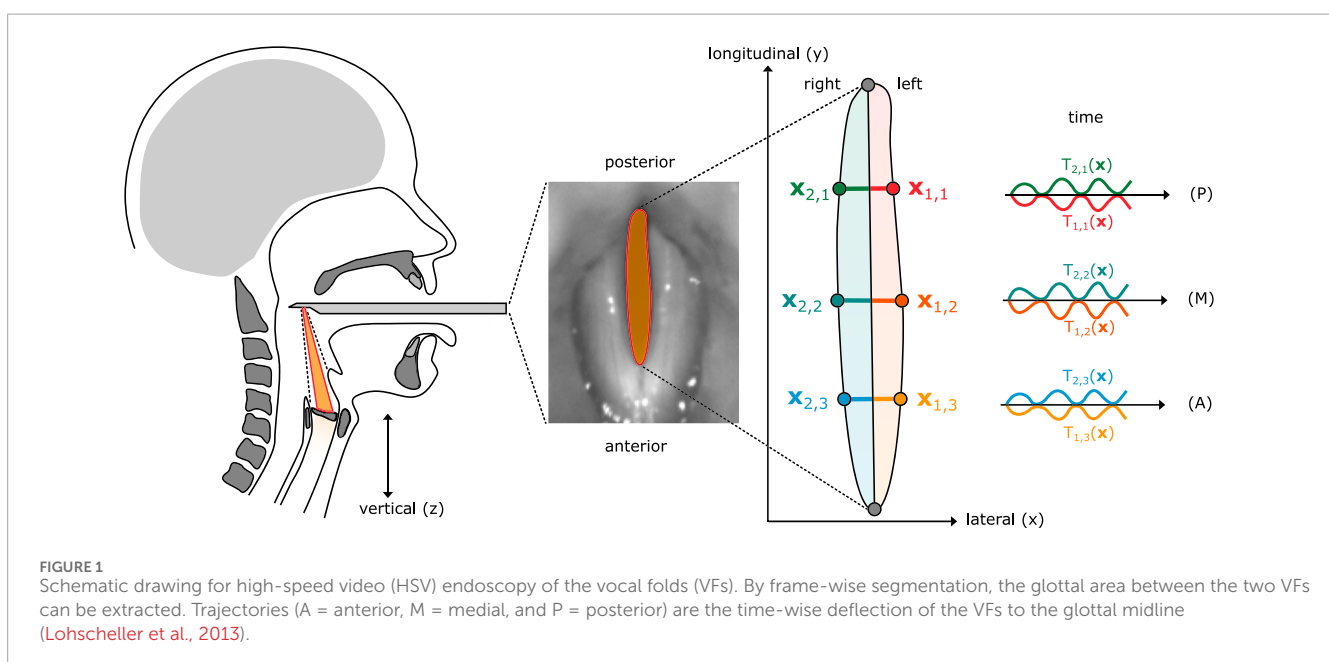 longitudinal (y)
right left
time
posterior
T2,1(x)
x2,1 x1,1 (P)
T1,1(x)
T2,2(x)
x2,2 x1,2 (M)
T1,2(x)
T2,3(x)
x2,3 x1,3 (A)
T1,3(x)
anterior
vertical (z)
lateral (x)
FIGURE 1
Schematic drawing for high-speed video (HSV) endoscopy of the vocal folds (VFs). By frame-wise segmentation, the glottal area between the two VFs
can be extracted. Trajectories (A = anterior, M = medial, and P = posterior) are the time-wise deflection of the VFs to the glottal midline
(Lohscheller et al., 2013).